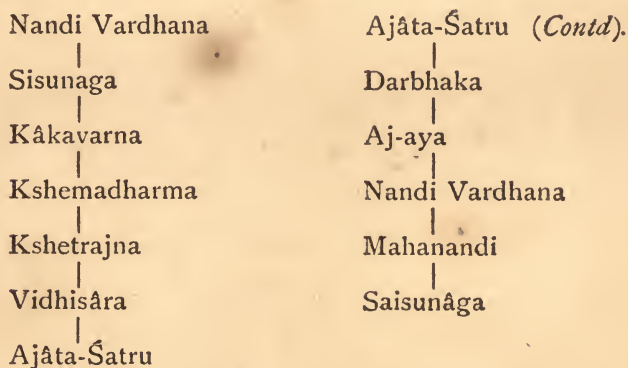 Nandi Vardhana
Sisunaga
Kâkavarna
Kshemadharma
Kshetrajna
Vidhisâra
Ajâta-Śatru
Ajâta-Śatru (Contd).
Darbhaka
Aj-aya
Nandi Vardhana
Mahanandi
Saisunâga